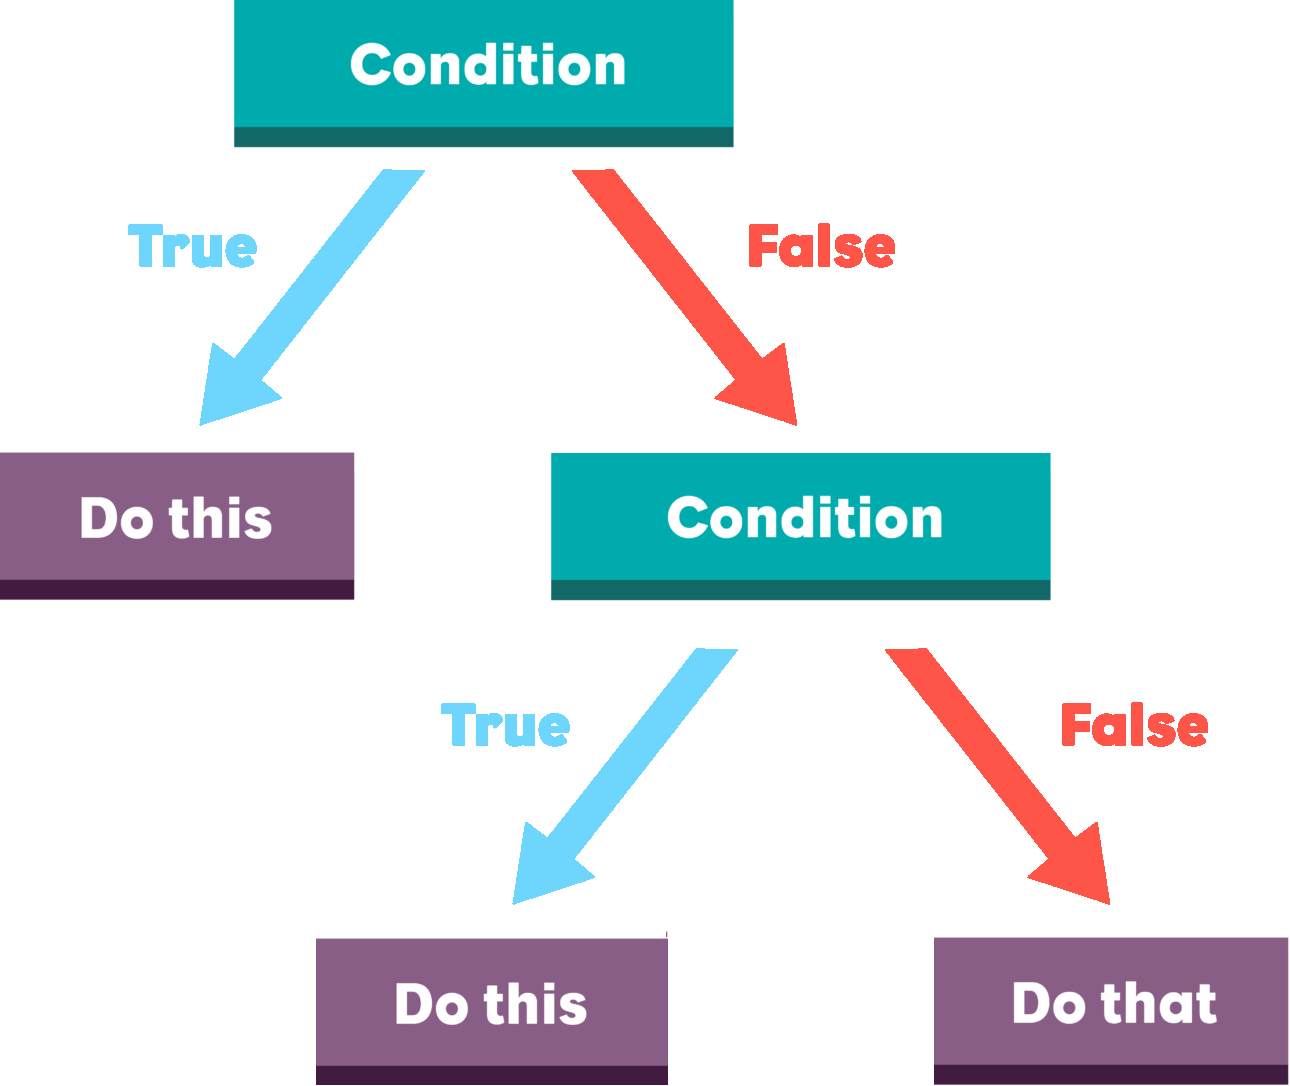 Condition
True
False
Do this
Condition
True
False
Do this
Do that